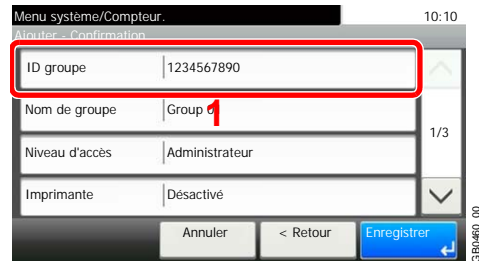 Menu système/Compteur.
10:10
Ajouter - Confirmation
ID groupe 1234567890
Nom de groupe Group
1
1/3
Niveau d'accès Administrateur
Imprimante Désactivé
Annuler < Retour Enregistrer
GB0460_00